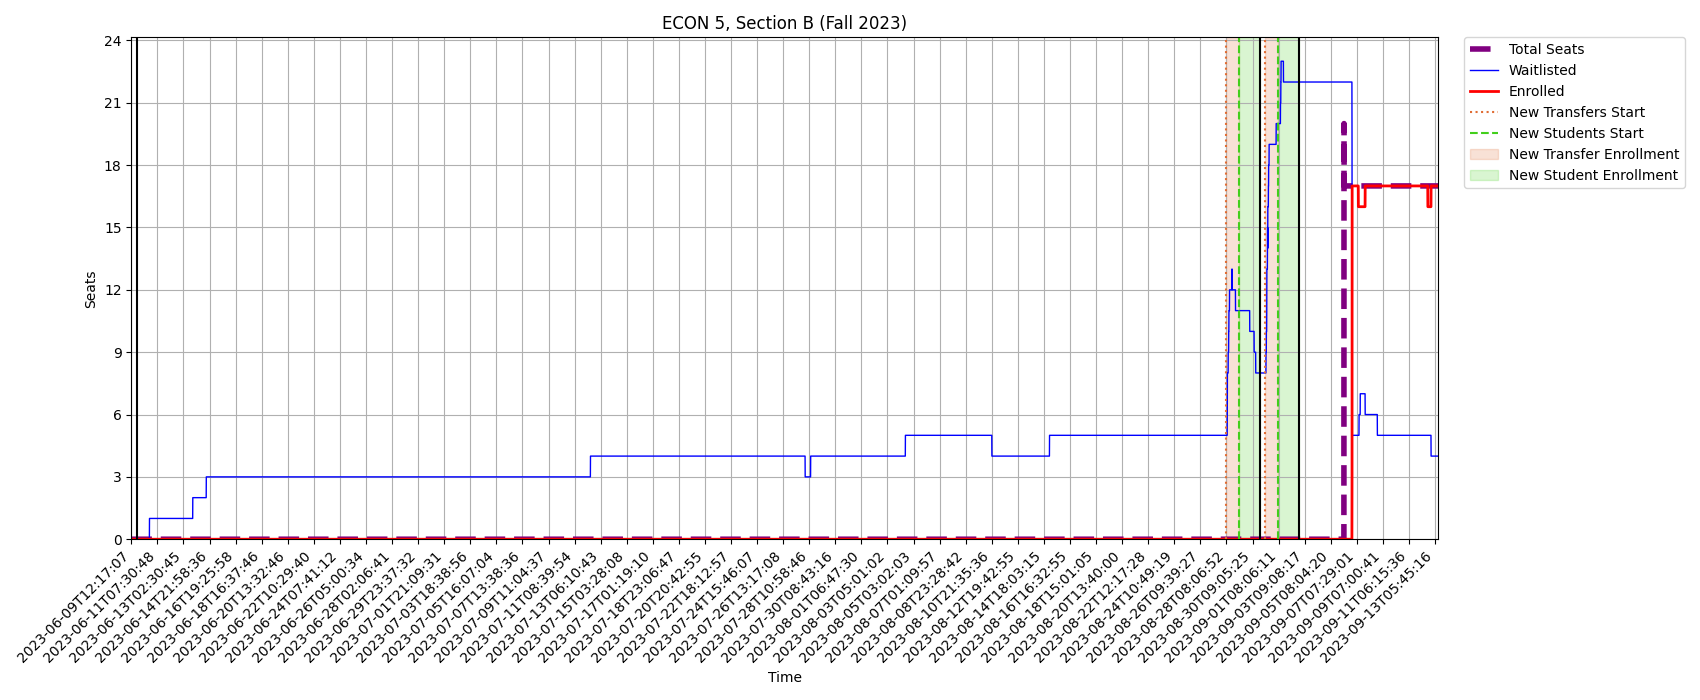 ECON 5, Section B (Fall 2023)
24
21
18
15
12
9
6
3
0
Seats
2023-06-09T12:17:07
2023-06-11T07:30:48
2023-06-13T02:30:45
2023-06-14T21:58:36
2023-06-16T19:25:58
2023-06-18T16:37:46
2023-06-20T13:32:46
2023-06-22T10:29:40
2023-06-24T07:41:12
2023-06-26T05:00:34
2023-06-28T02:06:41
2023-06-29T23:37:32
2023-07-01T21:09:31
2023-07-03T18:38:56
2023-07-05T16:07:04
2023-07-07T13:38:36
2023-07-09T11:04:37
2023-07-11T08:39:54
2023-07-13T06:10:43
2023-07-15T03:28:08
2023-07-17T01:19:10
2023-07-18T23:06:47
2023-07-20T20:42:55
2023-07-22T18:12:57
2023-07-24T15:46:07
2023-07-26T13:17:08
2023-07-28T10:58:46
2023-07-30T08:43:16
2023-08-01T06:47:30
2023-08-03T05:01:02
2023-08-05T03:02:03
2023-08-07T01:09:57
2023-08-08T23:28:42
2023-08-10T21:35:36
2023-08-12T19:42:55
2023-08-14T18:03:15
2023-08-16T16:32:55
2023-08-18T15:01:05
2023-08-20T13:40:00
2023-08-22T12:17:28
2023-08-24T10:49:19
2023-08-26T09:39:27
2023-08-28T08:06:52
2023-08-30T09:05:25
2023-09-01T08:06:11
2023-09-03T09:08:17
2023-09-05T08:04:20
2023-09-07T07:29:01
2023-09-09T07:00:41
2023-09-11T06:15:36
2023-09-13T05:45:16
Time
Total Seats
Waitlisted
Enrolled
New Transfers Start
New Students Start
New Transfer Enrollment
New Student Enrollment